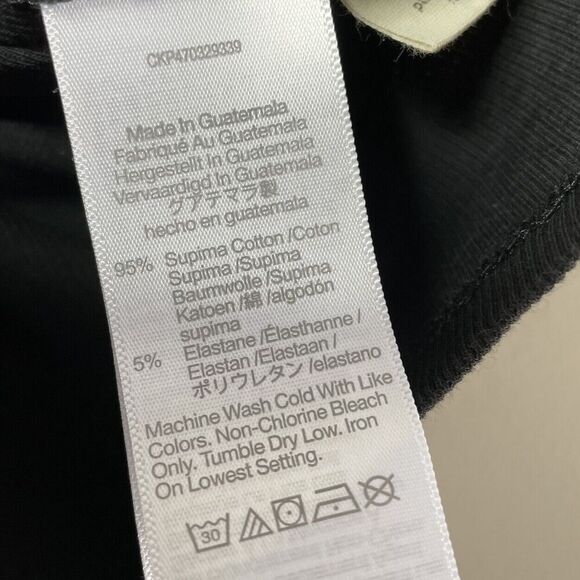 CKP470329339
Made In Guatemala
Fabriqué Au Guatemala
Hergestellt In Guatemala
Vervaardigd In Guatemala
グアテマラ製
hecho en guatemala
95% Supima Cotton /Coton
Supima /Supima
Baumwolle /Supima
Katoen /綿 /algodón
supima
5% Elastane /Élasthanne /
Elastan /Elastaan /
ポリウレタン /elastano
Machine Wash Cold With Like
Colors. Non-Chlorine Bleach
Only. Tumble Dry Low. Iron
On Lowest Setting.
30